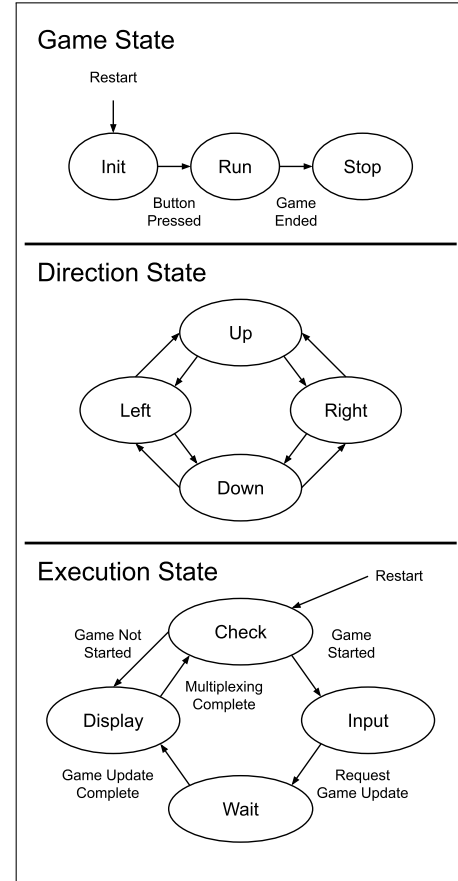 Game State
Restart
Init
Run
Stop
Button
Pressed
Game
Ended
Direction State
Up
Left
Right
Down
Execution State
Restart
Check
Game Not
Started
Game
Started
Multiplexing
Complete
Display
Input
Game Update
Complete
Request
Game Update
Wait